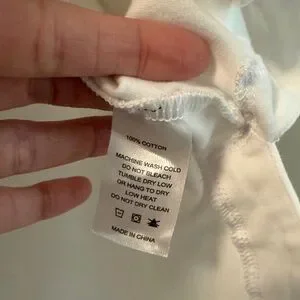 100% COTTON
MACHINE WASH COLD
DO NOT BLEACH
TUMBLE DRY LOW
OR HANG TO DRY
LOW HEAT
DO NOT DRY CLEAN
MADE IN CHINA